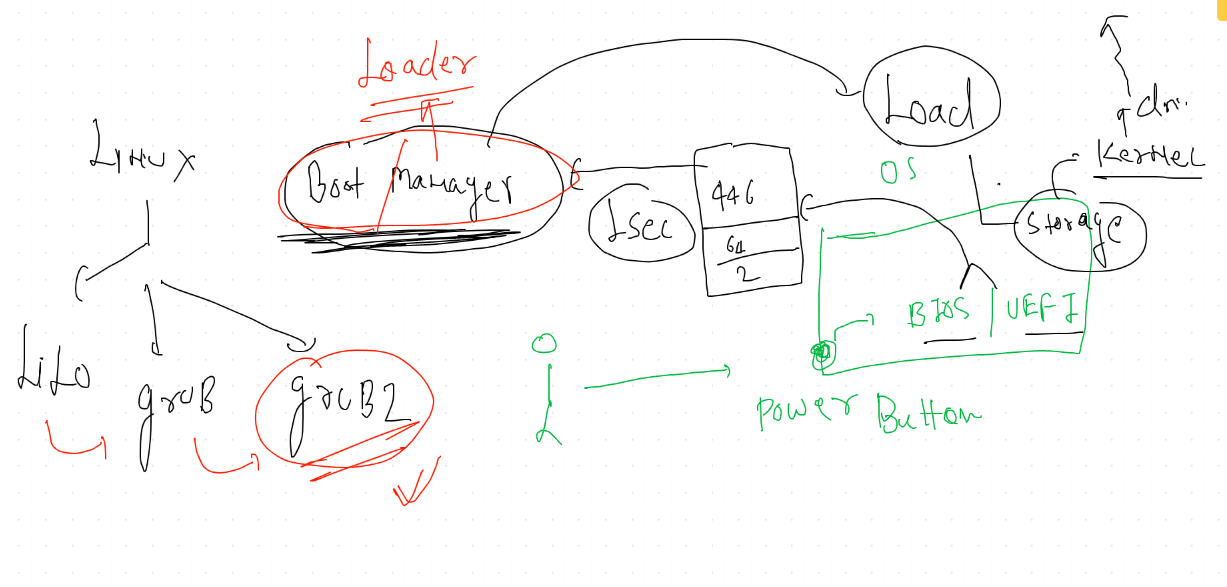 Loader
Load
drv.
Linux
Boot Manager
446
OS
Kernel
1sec
64
2
Storage
BIOS | UEFI
LiLo
gruB
gruB2
Power Button